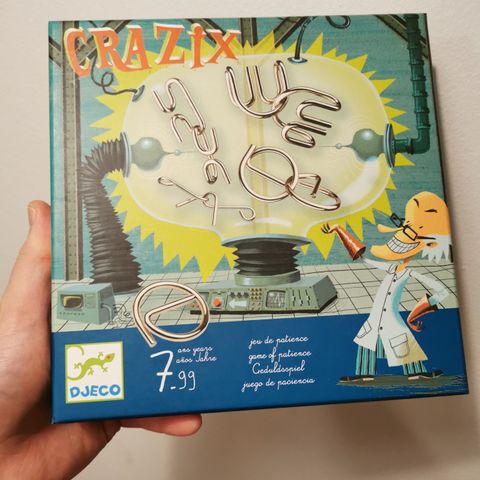 CRAZIX
ans years
años Jahre
7-99
jeu de patience
game of patience
Geduldsspiel
juego de paciencia
DJECO